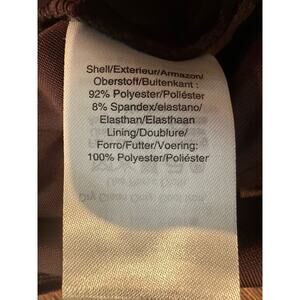 Shell/Exterieur/Armazon/
Oberstoff/Buitenkant :
92% Polyester/Poliéster
8% Spandex/elastano/
Elasthan/Elasthaan
Lining/Doublure/
Forro/Futter/Voering:
100% Polyester/Poliéster